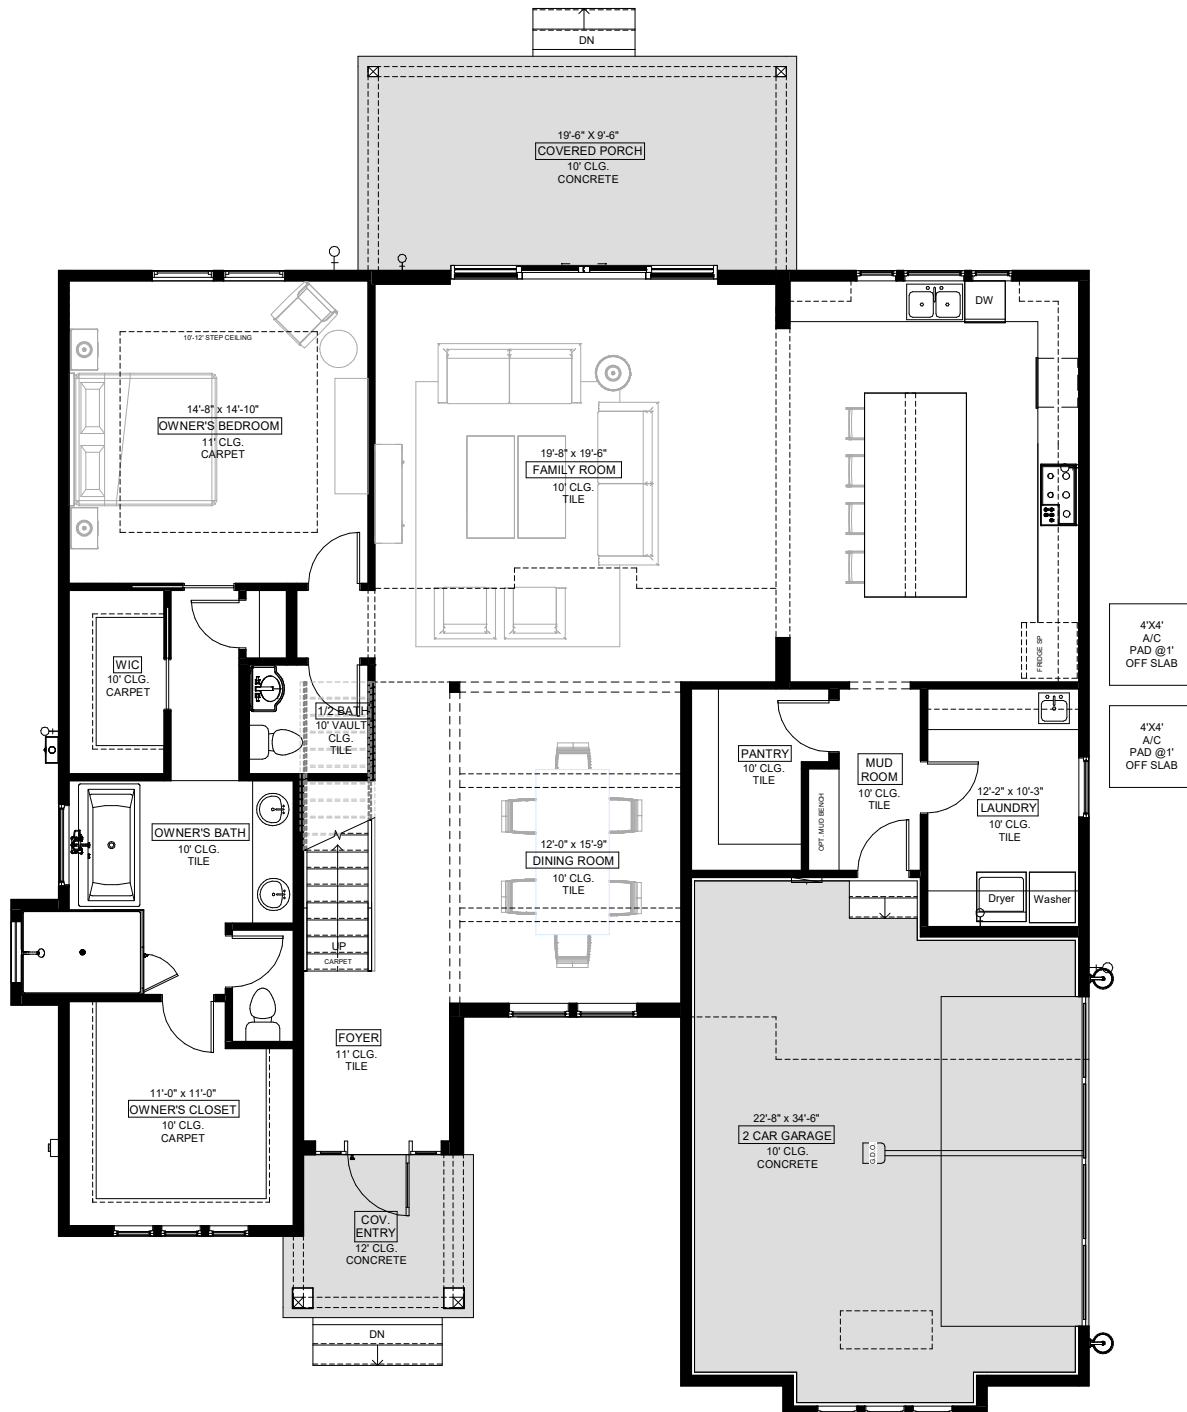 DN
19'-6" X 9'-6"
COVERED PORCH
10' CLG.
CONCRETE
DW
10'-12' STEP CEILING
14'-8" x 14'-10"
OWNER'S BEDROOM
11' CLG.
CARPET
19'-8" x 19'-6"
FAMILY ROOM
10' CLG.
TILE
FRIDGE SP
4'X4'
A/C
PAD @1'
OFF SLAB
WIC
10' CLG.
CARPET
1/2 BATH
10' VAULT
CLG.
TILE
PANTRY
10' CLG.
TILE
MUD
ROOM
10' CLG.
TILE
OPT. MUD BENCH
4'X4'
A/C
PAD @1'
OFF SLAB
12'-2" x 10'-3"
LAUNDRY
10' CLG.
TILE
OWNER'S BATH
10' CLG.
TILE
12'-0" x 15'-9"
DINING ROOM
10' CLG.
TILE
Dryer
Washer
UP
CARPET
FOYER
11' CLG.
TILE
11'-0" x 11'-0"
OWNER'S CLOSET
10' CLG.
CARPET
22'-8" x 34'-6"
2 CAR GARAGE
10' CLG.
CONCRETE
G.D.O.
COV.
ENTRY
12' CLG.
CONCRETE
DN